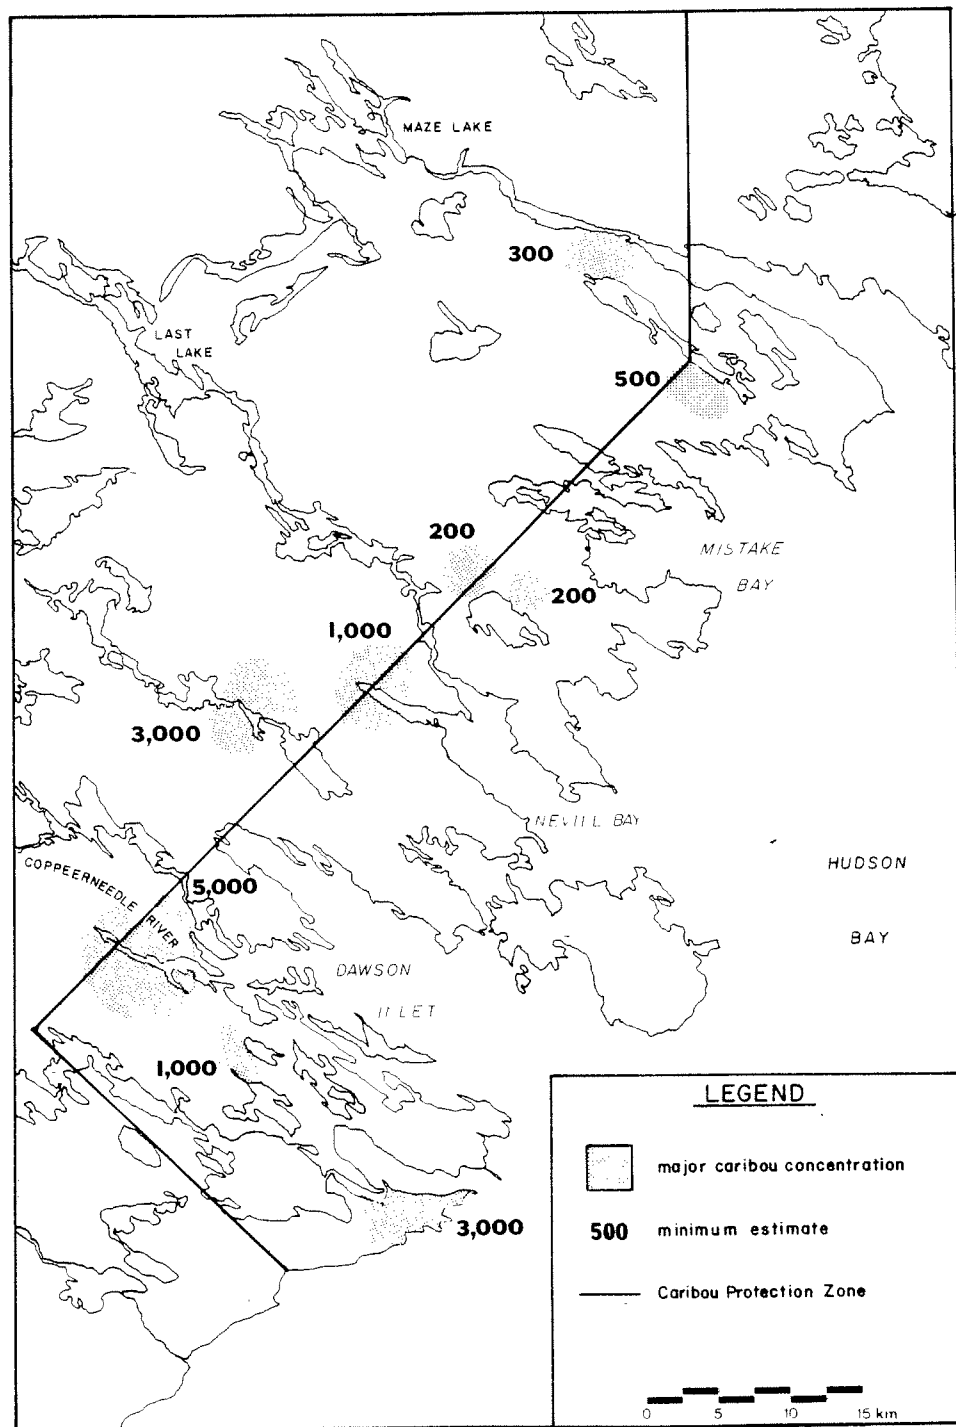 MAZE LAKE
300
LAST
LAKE
500
200
MISTAKE
BAY
200
1,000
3,000
NEVILL BAY
COPPEERNEEDLE RIVER
5,000
HUDSON
BAY
DAWSON
INLET
1,000
3,000
LEGEND
major caribou concentration
500 minimum estimate
Caribou Protection Zone
0 5 10 15 km